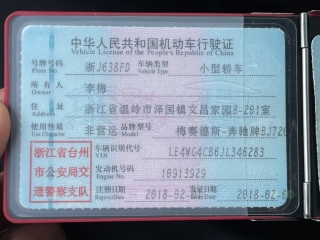 中华人民共和国机动车行驶证
Vehicle License of the People's Republic of China
号牌号码 浙J638FD 车辆类型 小型轿车
Plate No. Vehicle Type
所有人 李梅
Owner
住址 浙江省温岭市泽国镇文昌家园8-201室
Address
使用性质 非营运 品牌型号 梅赛德斯-奔驰牌BJ720
Use Character Model
浙江省台州 车辆识别代号 LE4WG4CB6JL346283
VIN
市公安局交 发动机号码 10913929
Engine No.
通警察支队 注册日期 2018-02- 发证日期 2018-02-0
Register Date Issue Date